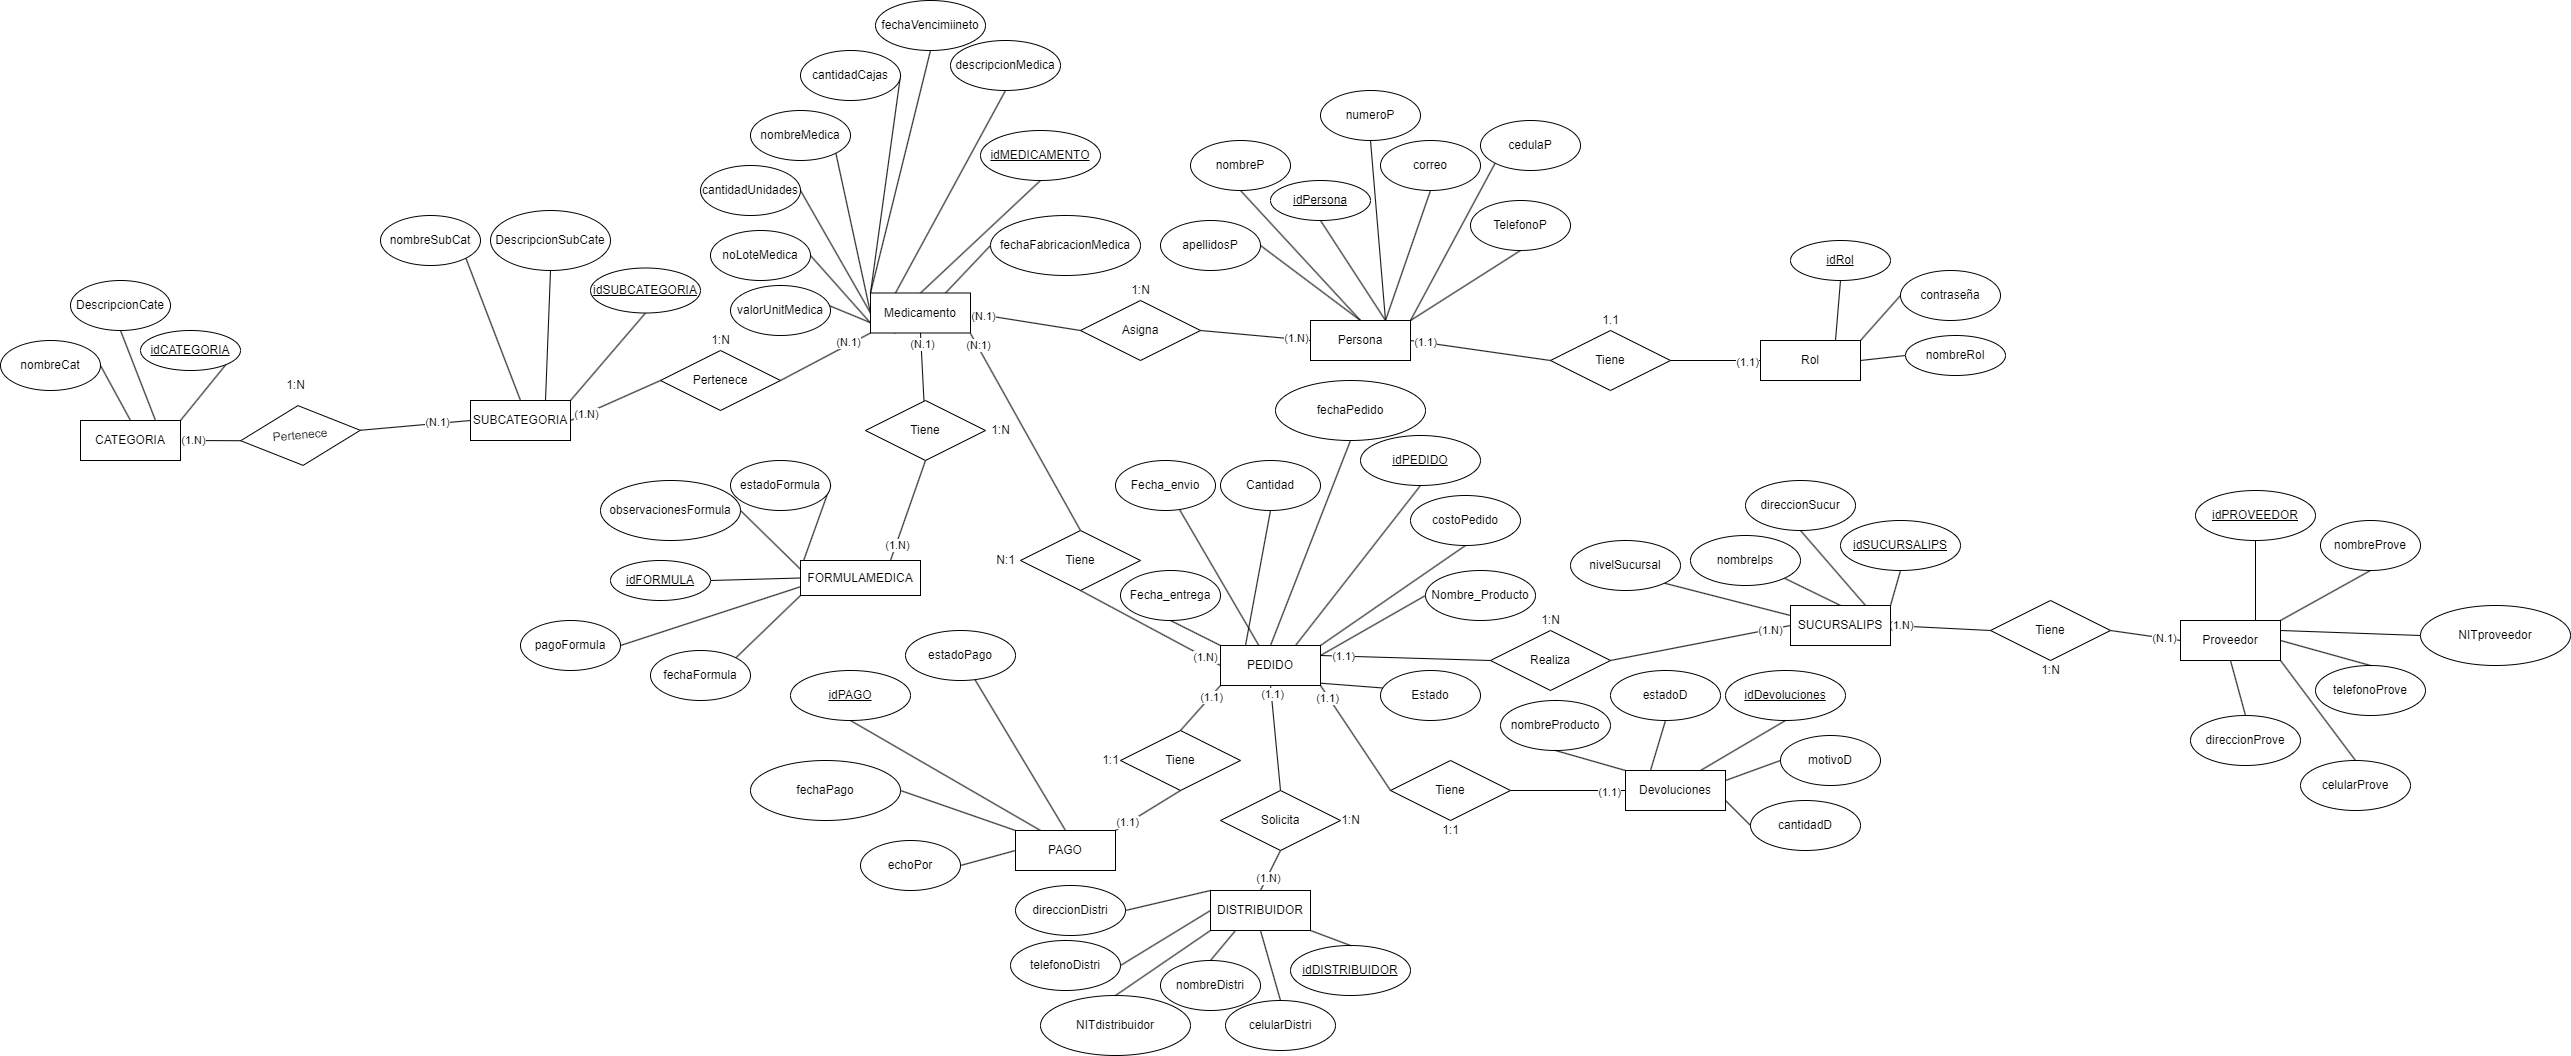 fechaVencimiineto
descripcionMedica
cantidadCajas
nombreMedica
idMEDICAMENTO
cantidadUnidades
noLoteMedica
fechaFabricacionMedica
valorUnitMedica
Medicamento
numeroP
cedulaP
nombreP
correo
idPersona
TelefonoP
apellidosP
(N.1)
1:N
Asigna
(1.N)
Persona
(1.1)
1.1
Tiene
(1.1)
Rol
idRol
contraseña
nombreRol
nombreSubCat
DescripcionSubCate
idSUBCATEGORIA
DescripcionCate
idCATEGORIA
nombreCat
CATEGORIA
(1.N)
1:N
Pertenece
(N.1)
SUBCATEGORIA
(1.N)
1:N
Pertenece
(N.1)
(N.1)
(N:1)
Tiene
1:N
(1.N)
FORMULAMEDICA
estadoFormula
observacionesFormula
idFORMULA
pagoFormula
fechaFormula
N:1
Tiene
(1.N)
fechaPedido
idPEDIDO
Fecha_envio
Cantidad
costoPedido
Fecha_entrega
Nombre_Producto
PEDIDO
Estado
(1.1)
1:N
Realiza
(1.N)
SUCURSALIPS
direccionSucur
idSUCURSALIPS
nombreIps
nivelSucursal
(1.N)
Tiene
1:N
(N.1)
Proveedor
idPROVEEDOR
nombreProve
NITproveedor
telefonoProve
direccionProve
celularProve
(1.1)
(1.1)
(1.1)
1:1
Tiene
(1.1)
PAGO
idPAGO
estadoPago
fechaPago
echoPor
Solicita
1:N
(1.N)
DISTRIBUIDOR
direccionDistri
telefonoDistri
NITdistribuidor
nombreDistri
celularDistri
idDISTRIBUIDOR
Tiene
1:1
(1.1)
Devoluciones
nombreProducto
estadoD
idDevoluciones
motivoD
cantidadD